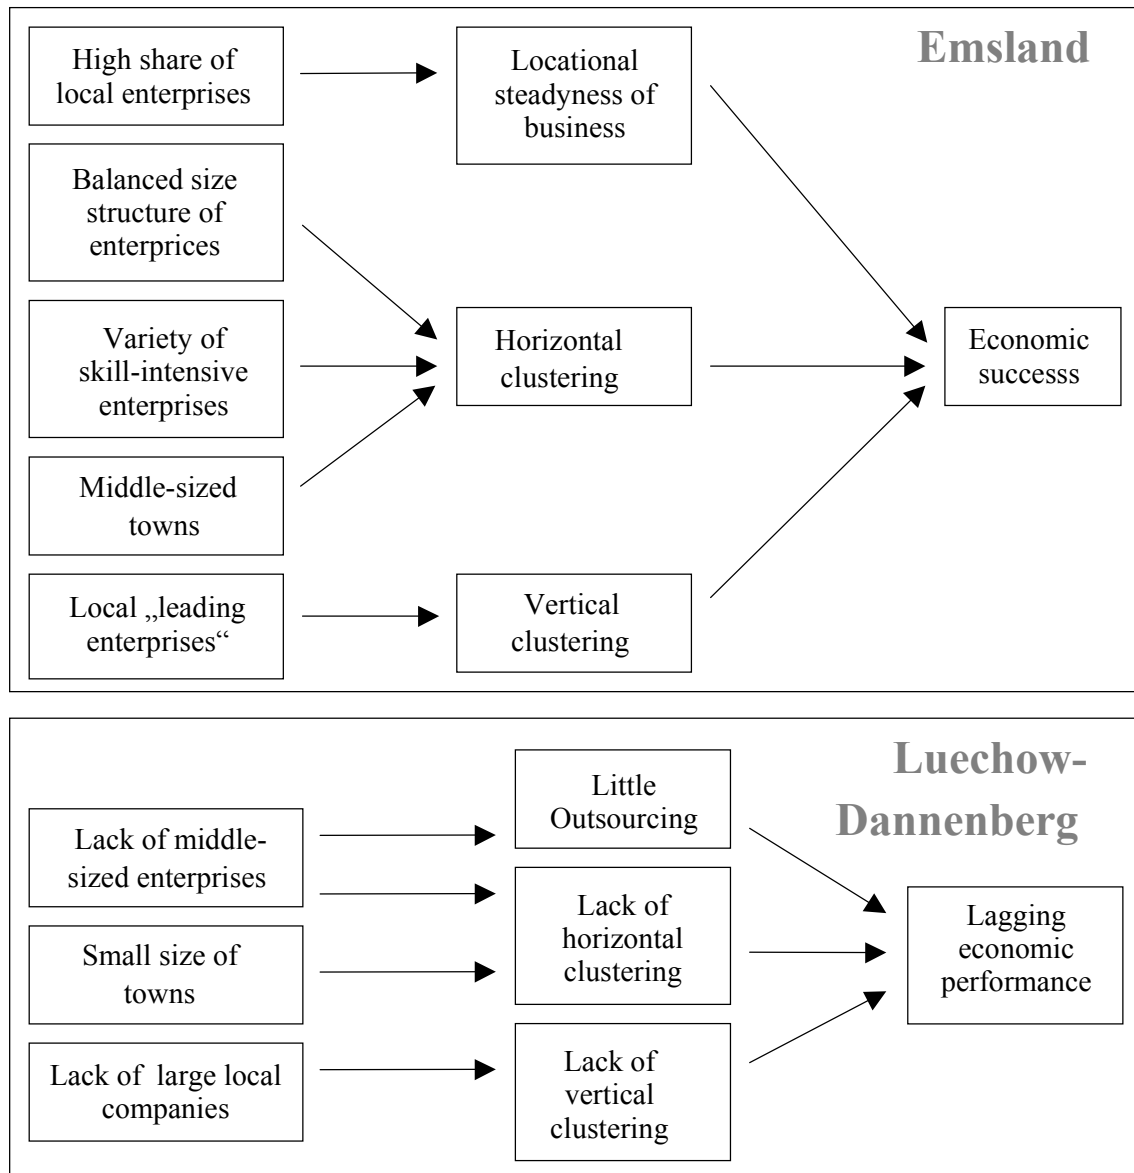 Emsland
High share of
local enterprises
Locational
steadyness of
business
Balanced size
structure of
enterprices
Variety of
skill-intensive
enterprises
Horizontal
clustering
Economic
successs
Middle-sized
towns
Local „leading
enterprises“
Vertical
clustering
Luechow-
Dannenberg
Little
Outsourcing
Lack of middle-
sized enterprises
Lack of
horizontal
clustering
Lagging
economic
performance
Small size of
towns
Lack of large local
companies
Lack of
vertical
clustering